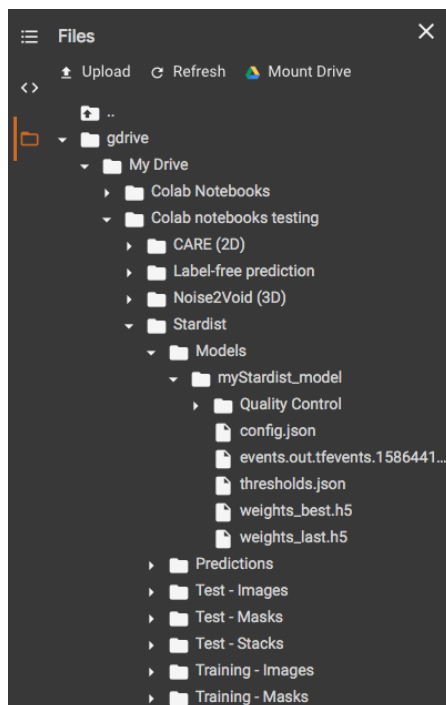 Files
Upload Refresh Mount Drive
..
gdrive
My Drive
Colab Notebooks
Colab notebooks testing
CARE (2D)
Label-free prediction
Noise2Void (3D)
Stardist
Models
myStardist_model
Quality Control
config.json
events.out.tfevents.1586441...
thresholds.json
weights_best.h5
weights_last.h5
Predictions
Test - Images
Test - Masks
Test - Stacks
Training - Images
Training - Masks